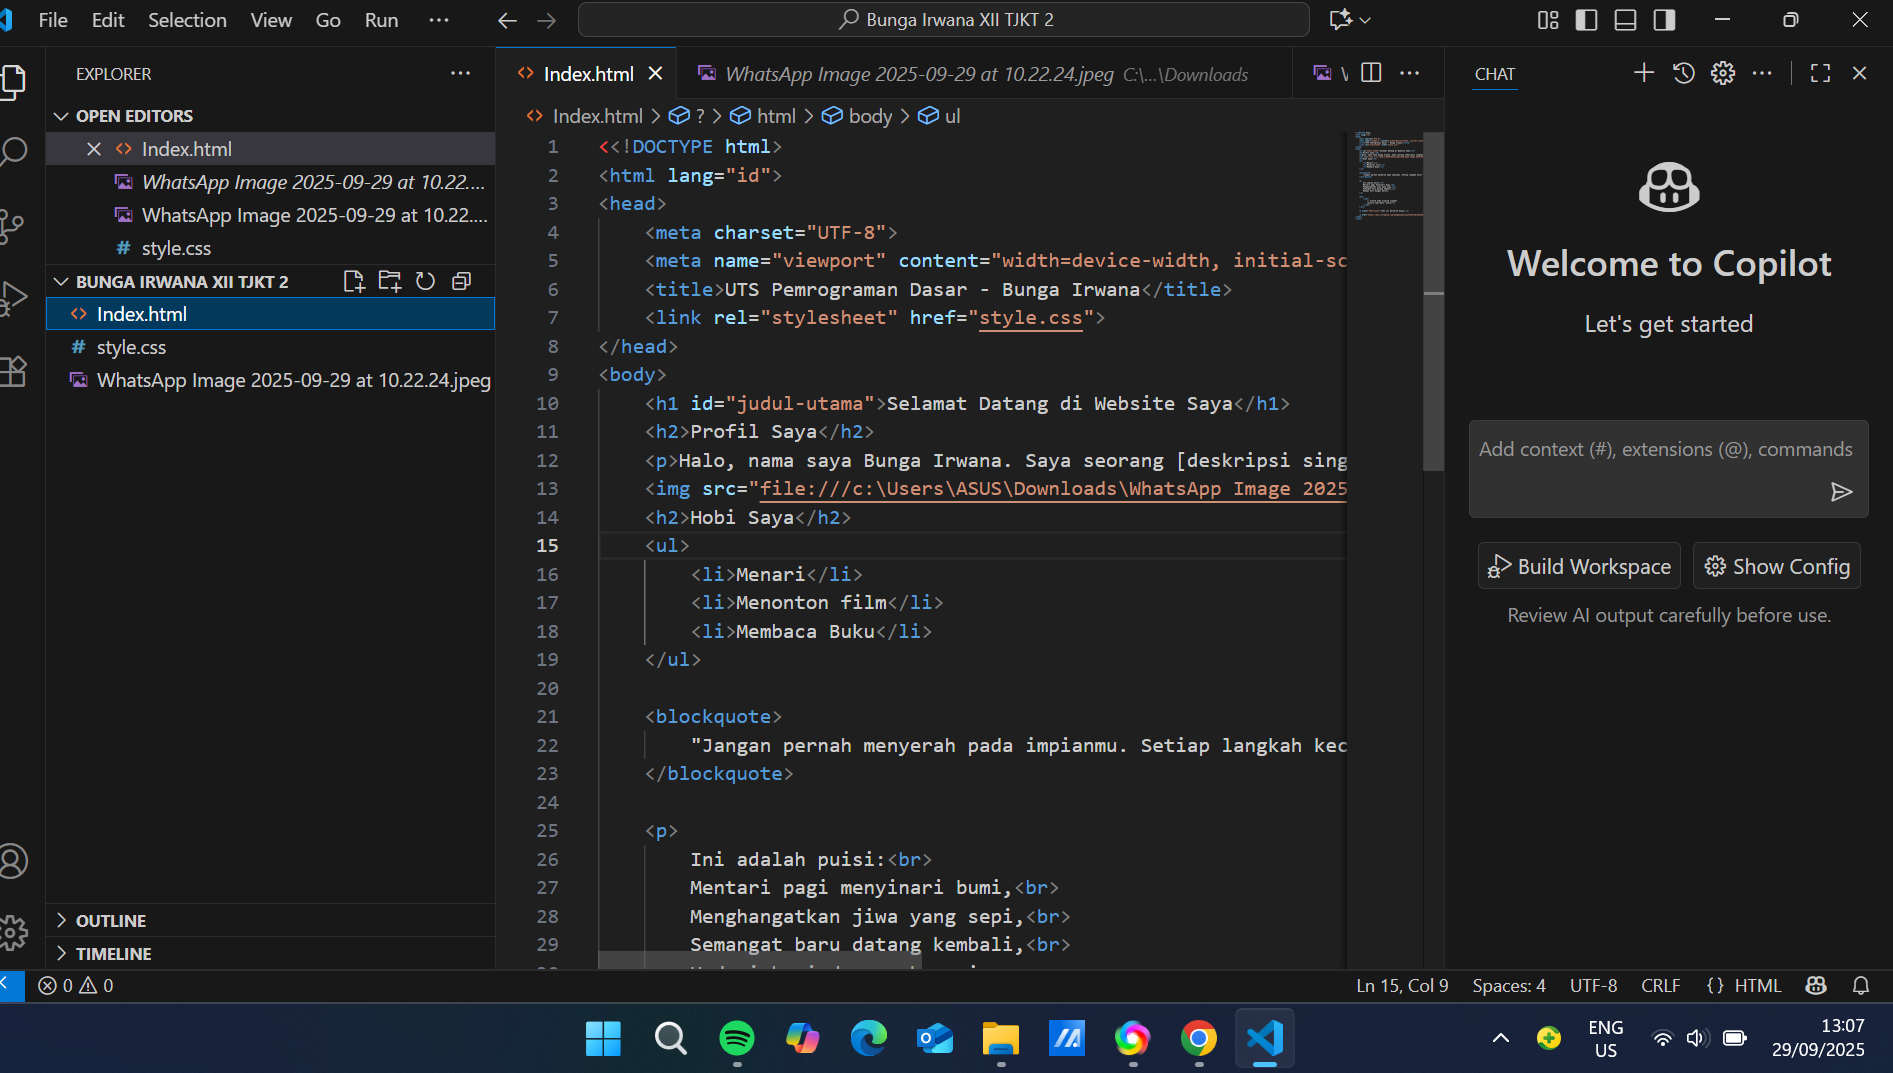 File Edit Selection View Go Run ···
Bunga Irwana XII TJKT 2
EXPLORER
OPEN EDITORS
Index.html
WhatsApp Image 2025-09-29 at 10.22....
WhatsApp Image 2025-09-29 at 10.22....
# style.css
BUNGA IRWANA XII TJKT 2
<> Index.html
# style.css
WhatsApp Image 2025-09-29 at 10.22.24.jpeg
OUTLINE
TIMELINE
<> Index.html
WhatsApp Image 2025-09-29 at 10.22.24.jpeg C:\...\Downloads
<> Index.html > ? > html > body > ul
1 <<!DOCTYPE html>
2 <html lang="id">
3 <head>
4 <meta charset="UTF-8">
5 <meta name="viewport" content="width=device-width, initial-sc
6 <title>UTS Pemrograman Dasar - Bunga Irwana</title>
7 <link rel="stylesheet" href="style.css">
8 </head>
9 <body>
10 <h1 id="judul-utama">Selamat Datang di Website Saya</h1>
11 <h2>Profil Saya</h2>
12 <p>Halo, nama saya Bunga Irwana. Saya seorang [deskripsi sing
13 <img src="file:///c:\Users\ASUS\Downloads\WhatsApp Image 2025
14 <h2>Hobi Saya</h2>
15 <ul>
16 <li>Menari</li>
17 <li>Menonton film</li>
18 <li>Membaca Buku</li>
19 </ul>
20
21 <blockquote>
22 "Jangan pernah menyerah pada impianmu. Setiap langkah kec
23 </blockquote>
24
25 <p>
26 Ini adalah puisi:<br>
27 Mentari pagi menyinari bumi,<br>
28 Menghangatkan jiwa yang sepi,<br>
29 Semangat baru datang kembali,<br>
CHAT
Welcome to Copilot
Let's get started
Add context (#), extensions (@), commands
Build Workspace
Show Config
Review AI output carefully before use.
0 0
Ln 15, Col 9 Spaces: 4 UTF-8 CRLF {} HTML
ENG
US
13:07
29/09/2025